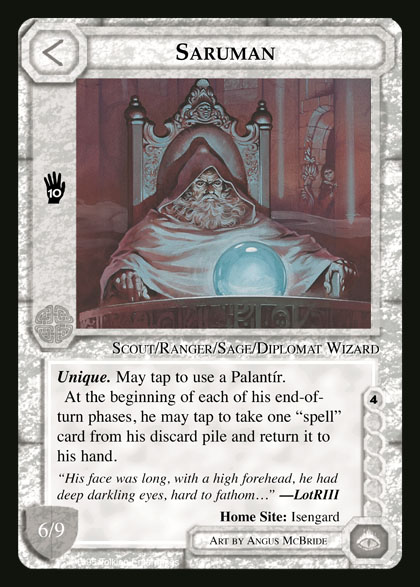 SARUMAN
10
SCOUT/RANGER/SAGE/DIPLOMAT WIZARD
Unique. May tap to use a Palantír.
At the beginning of each of his end-of-
turn phases, he may tap to take one “spell”
card from his discard pile and return it to
his hand.
4
“His face was long, with a high forehead, he had
deep darkling eyes, hard to fathom…” —LotRIII
Home Site: Isengard
6/9
ART BY ANGUS MCBRIDE